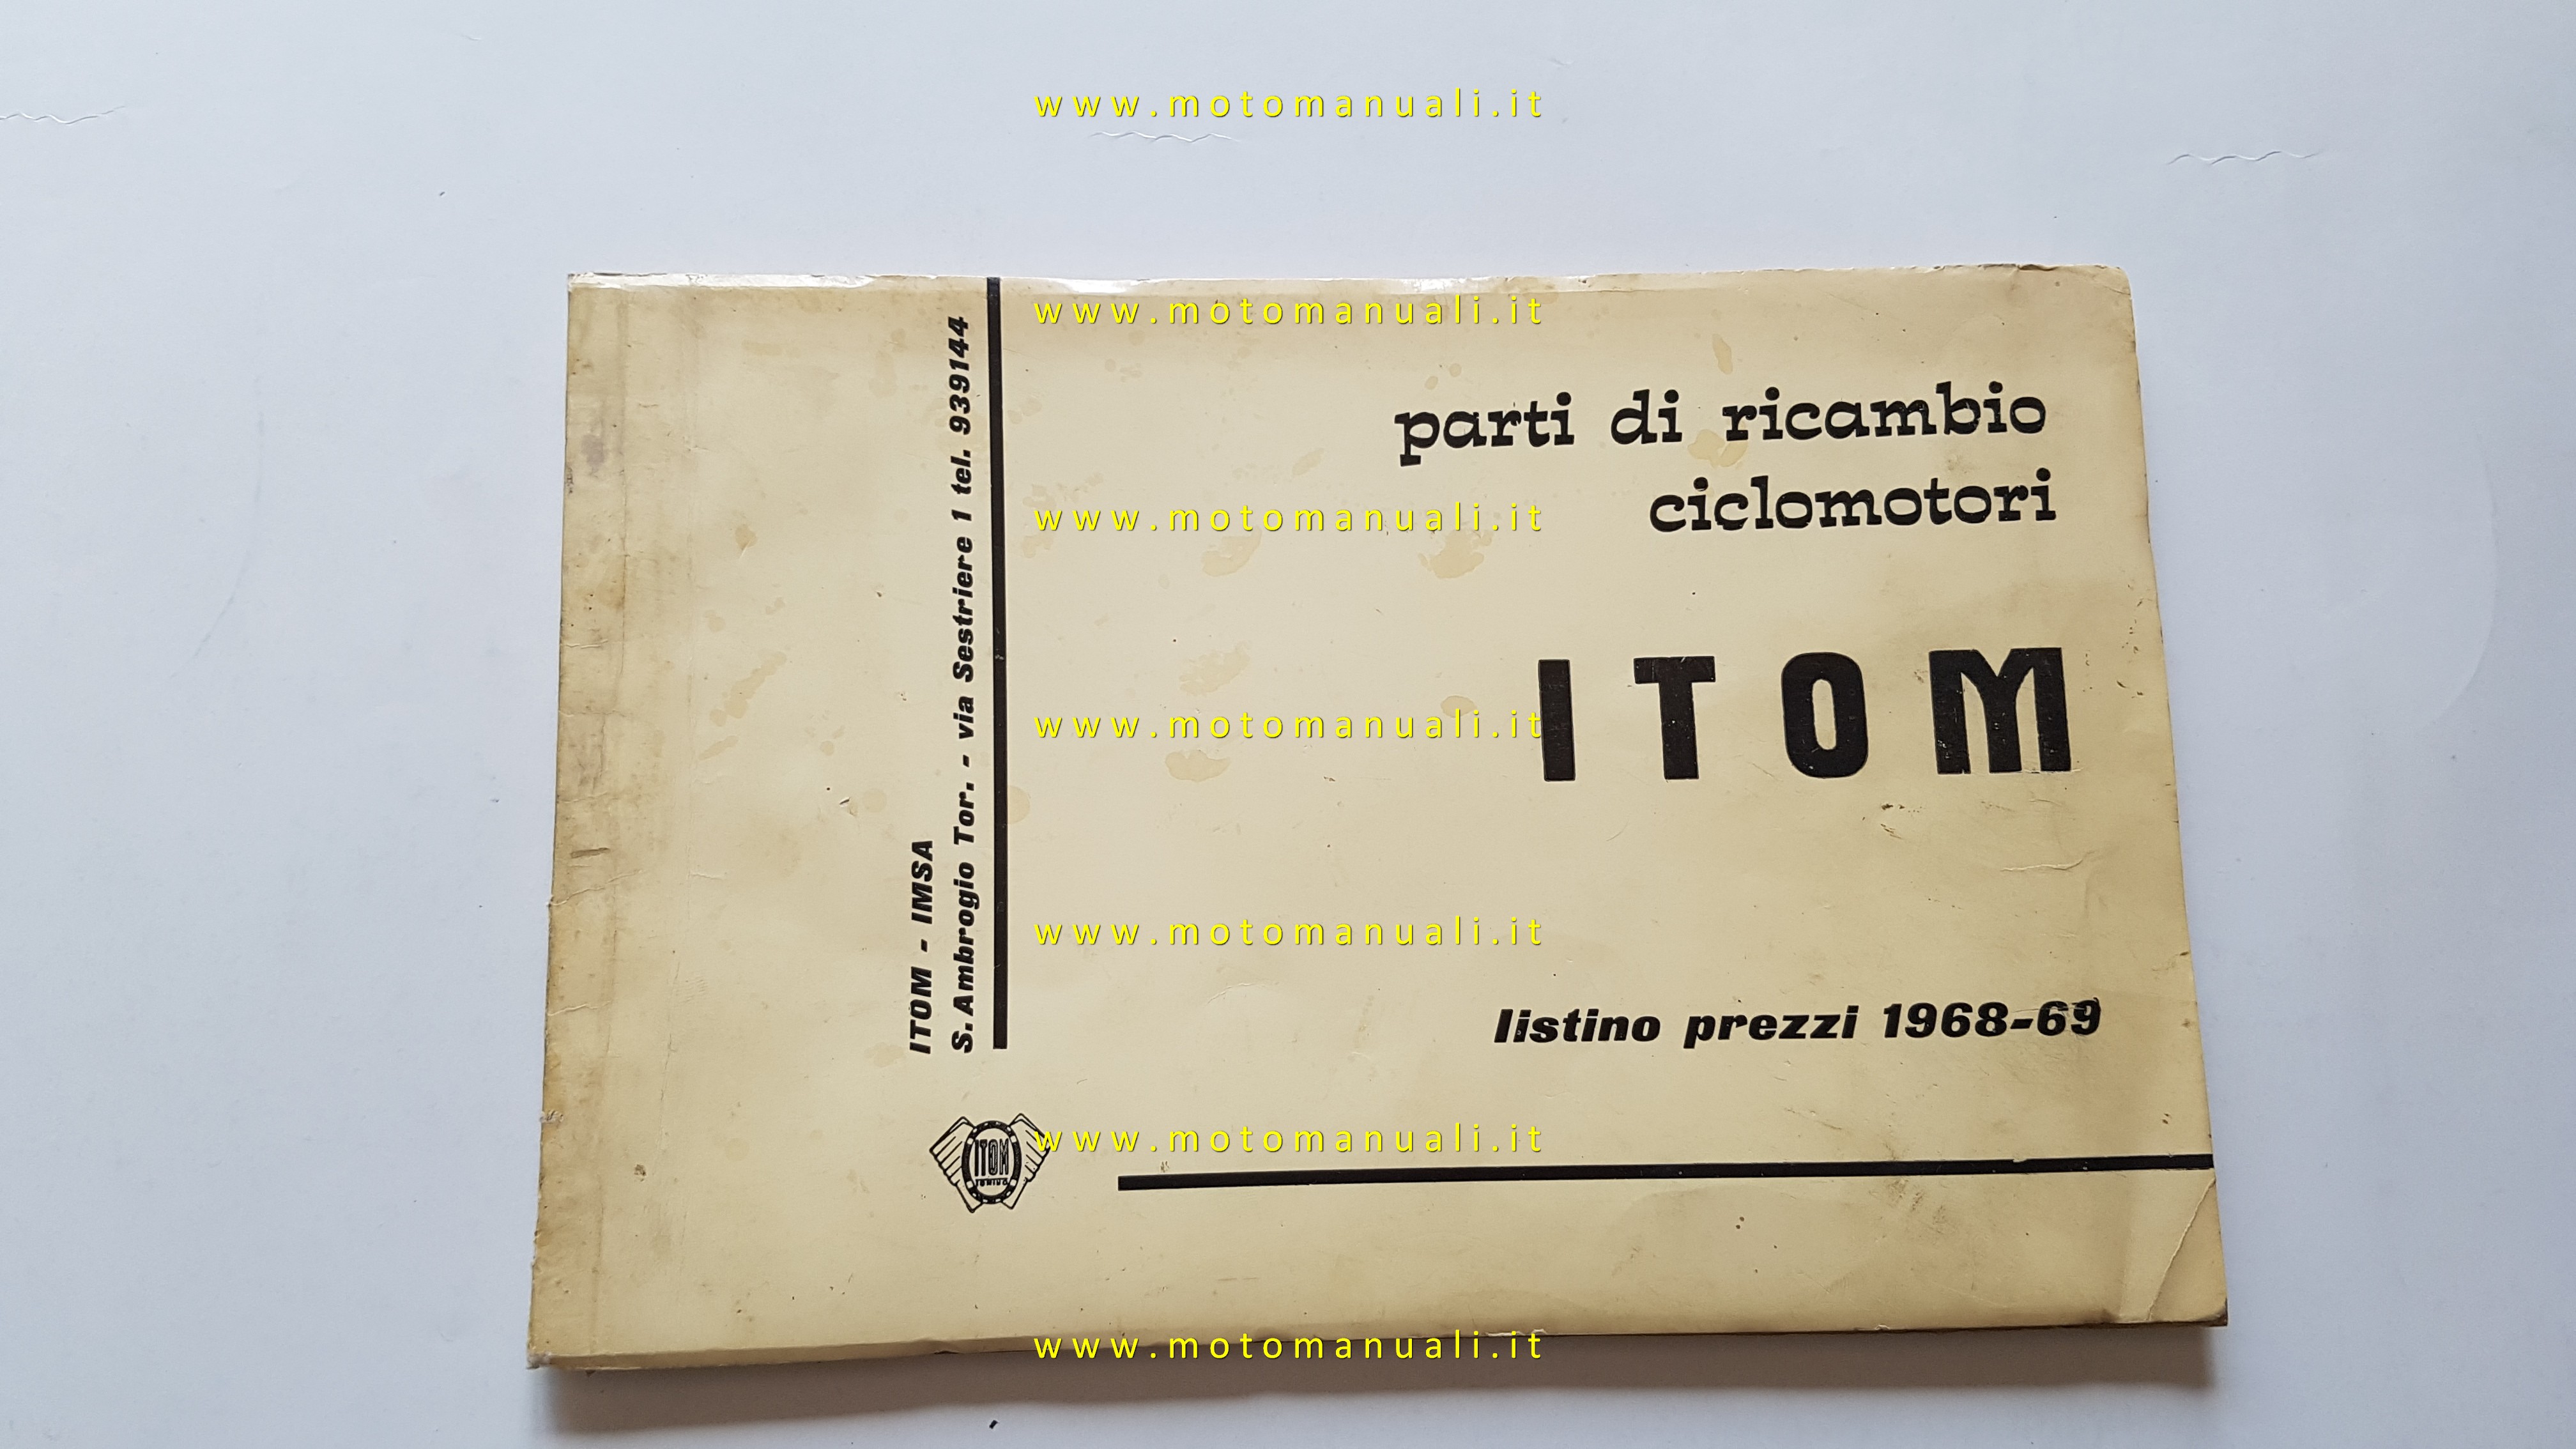 www.motomanuali.it
www.motomanuali.it
parti di ricambio
ciclomotori
www.motomanuali.it
ITOM
www.motomanuali.it
www.motomanuali.it
listino prezzi 1968-69
ITOM - IMSA
S. Ambrogio Tor. - via Sestriere 1 tel. 939144
ITOM
TORINO
www.motomanuali.it
www.motomanuali.it